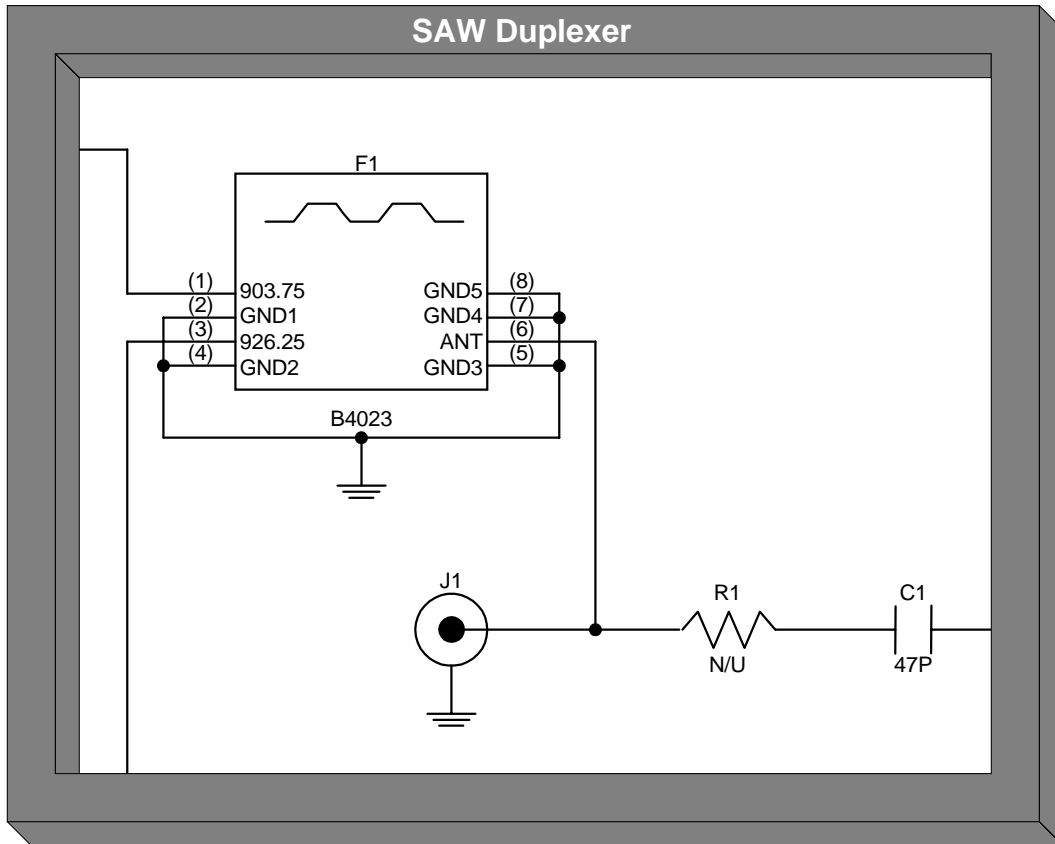 SAW Duplexer
F1
(1) 903.75 GND5 (8)
(2) GND1 GND4 (7)
(3) 926.25 ANT (6)
(4) GND2 GND3 (5)
B4023
J1
R1
C1
N/U
47P